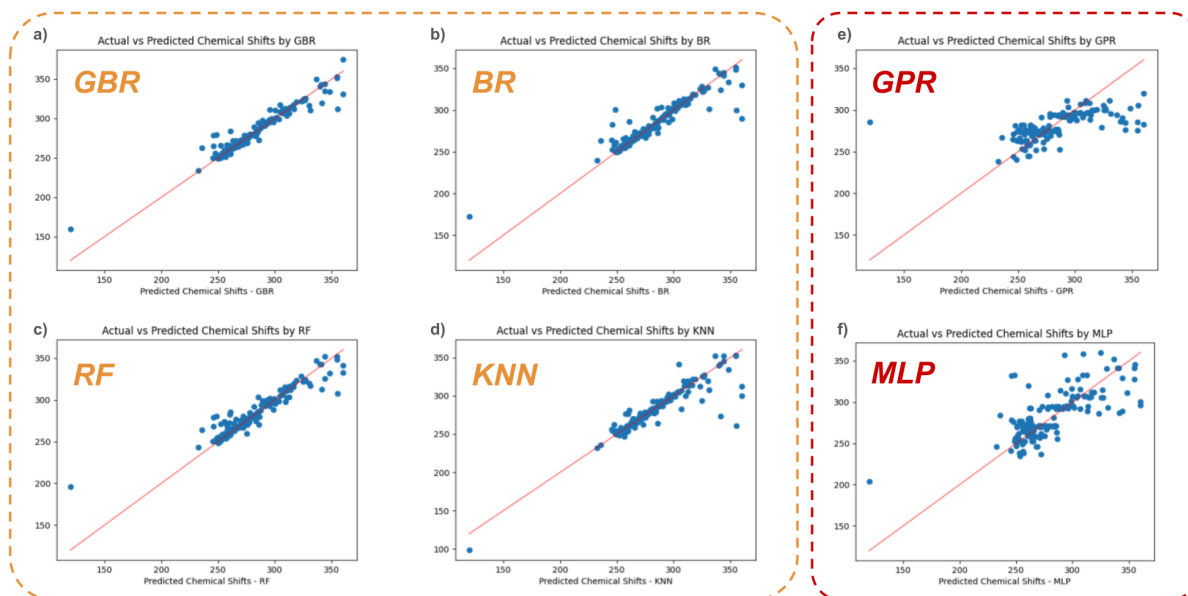 a)
Actual vs Predicted Chemical Shifts by GBR
GBR
350
300
250
200
150
150
200
250
300
350
Predicted Chemical Shifts - GBR
b)
Actual vs Predicted Chemical Shifts by BR
BR
350
300
250
200
150
150
200
250
300
350
Predicted Chemical Shifts - BR
e)
Actual vs Predicted Chemical Shifts by GPR
GPR
350
300
250
200
150
150
200
250
300
350
Predicted Chemical Shifts - GPR
c)
Actual vs Predicted Chemical Shifts by RF
RF
350
300
250
200
150
150
200
250
300
350
Predicted Chemical Shifts - RF
d)
Actual vs Predicted Chemical Shifts by KNN
KNN
350
300
250
200
150
100
150
200
250
300
350
Predicted Chemical Shifts - KNN
f)
Actual vs Predicted Chemical Shifts by MLP
MLP
350
300
250
200
150
150
200
250
300
350
Predicted Chemical Shifts - MLP